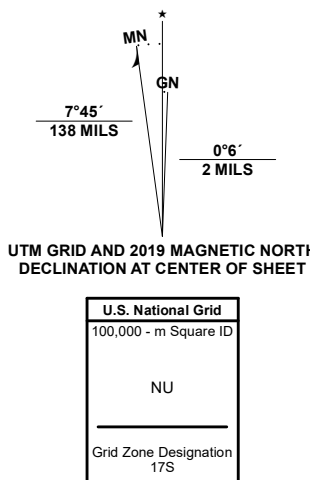 ★
MN
GN
7°45´
138 MILS
0°6´
2 MILS
UTM GRID AND 2019 MAGNETIC NORTH
DECLINATION AT CENTER OF SHEET
U.S. National Grid
100,000 - m Square ID
NU
Grid Zone Designation
17S